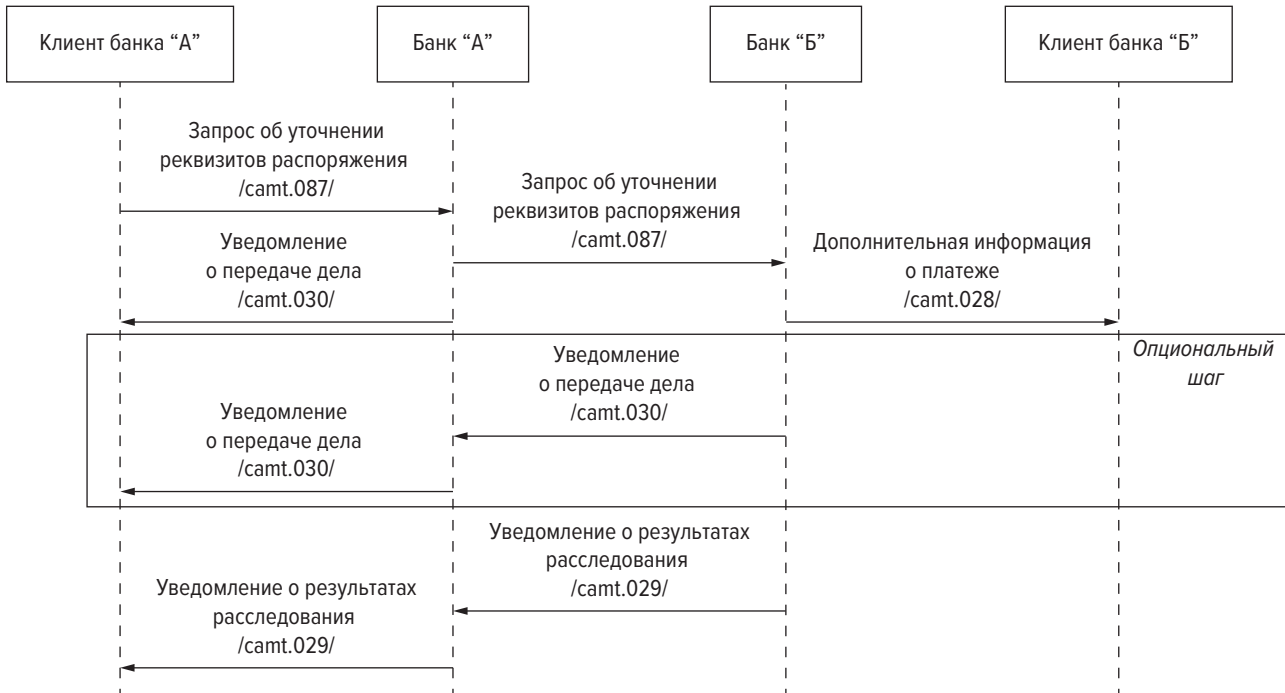 Клиент банка “А”
Банк “А”
Банк “Б”
Клиент банка “Б”
Запрос об уточнении
реквизитов распоряжения
/camt.087/
Запрос об уточнении
реквизитов распоряжения
/camt.087/
Уведомление
о передаче дела
/camt.030/
Дополнительная информация
о платеже
/camt.028/
Опциональный
шаг
Уведомление
о передаче дела
/camt.030/
Уведомление
о передаче дела
/camt.030/
Уведомление о результатах
расследования
/camt.029/
Уведомление о результатах
расследования
/camt.029/